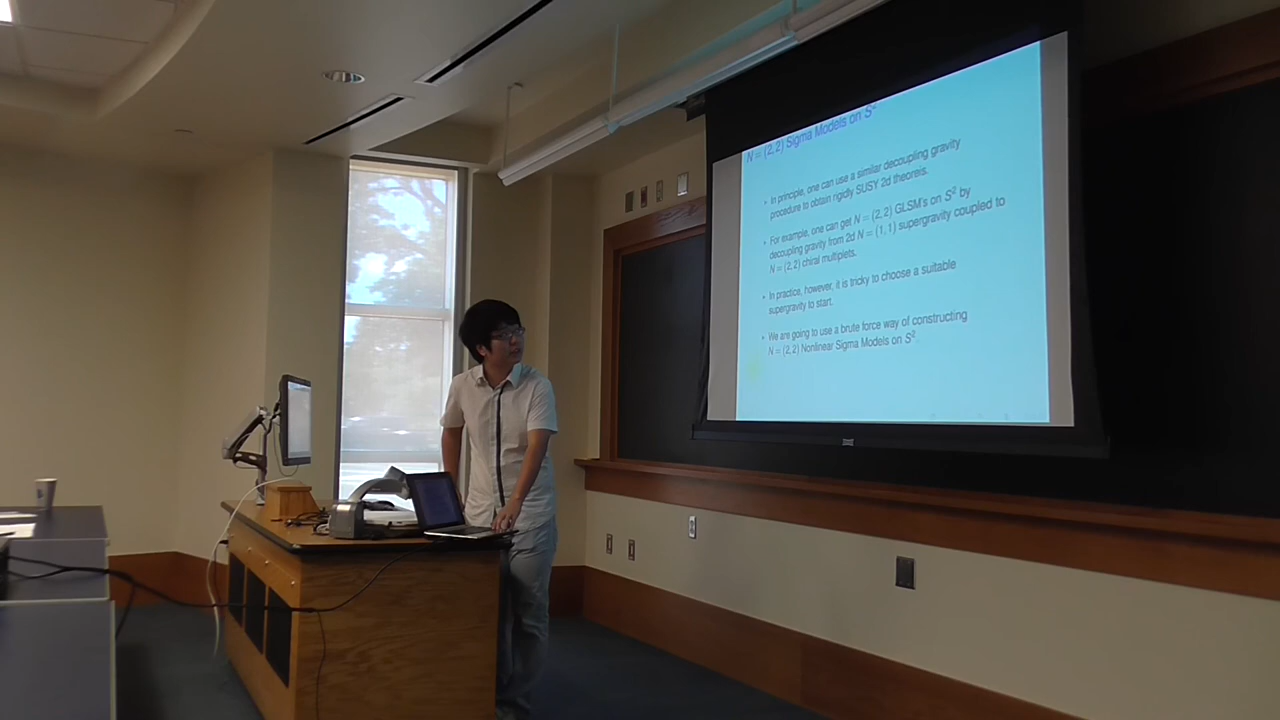 N = (2, 2) Sigma Models on S²
In principle, one can use a similar decoupling gravity
procedure to obtain rigidly SUSY 2d theoreis.
For example, one can get N = (2, 2) GLSM's on S² by
decoupling gravity from 2d N = (1, 1) supergravity coupled to
N = (2, 2) chiral multiplets.
In practice, however, it is tricky to choose a suitable
supergravity to start.
We are going to use a brute force way of constructing
N = (2, 2) Nonlinear Sigma Models on S².